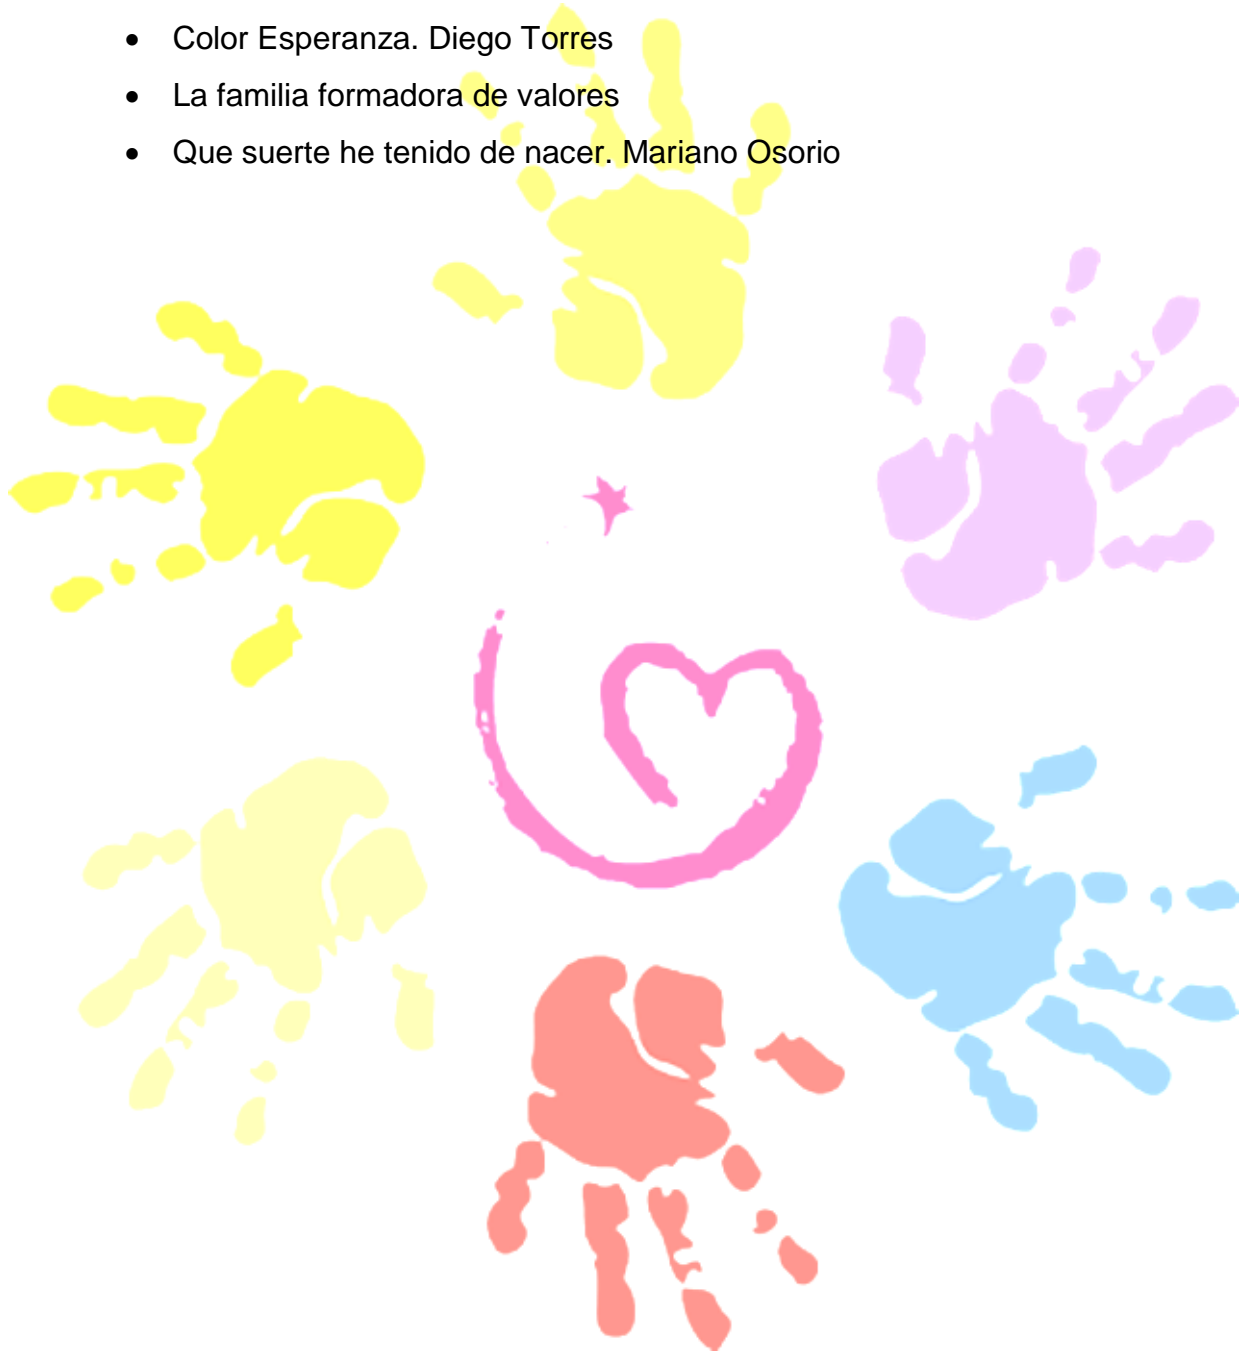 • Color Esperanza. Diego Torres
• La familia formadora de valores
• Que suerte he tenido de nacer. Mariano Osorio